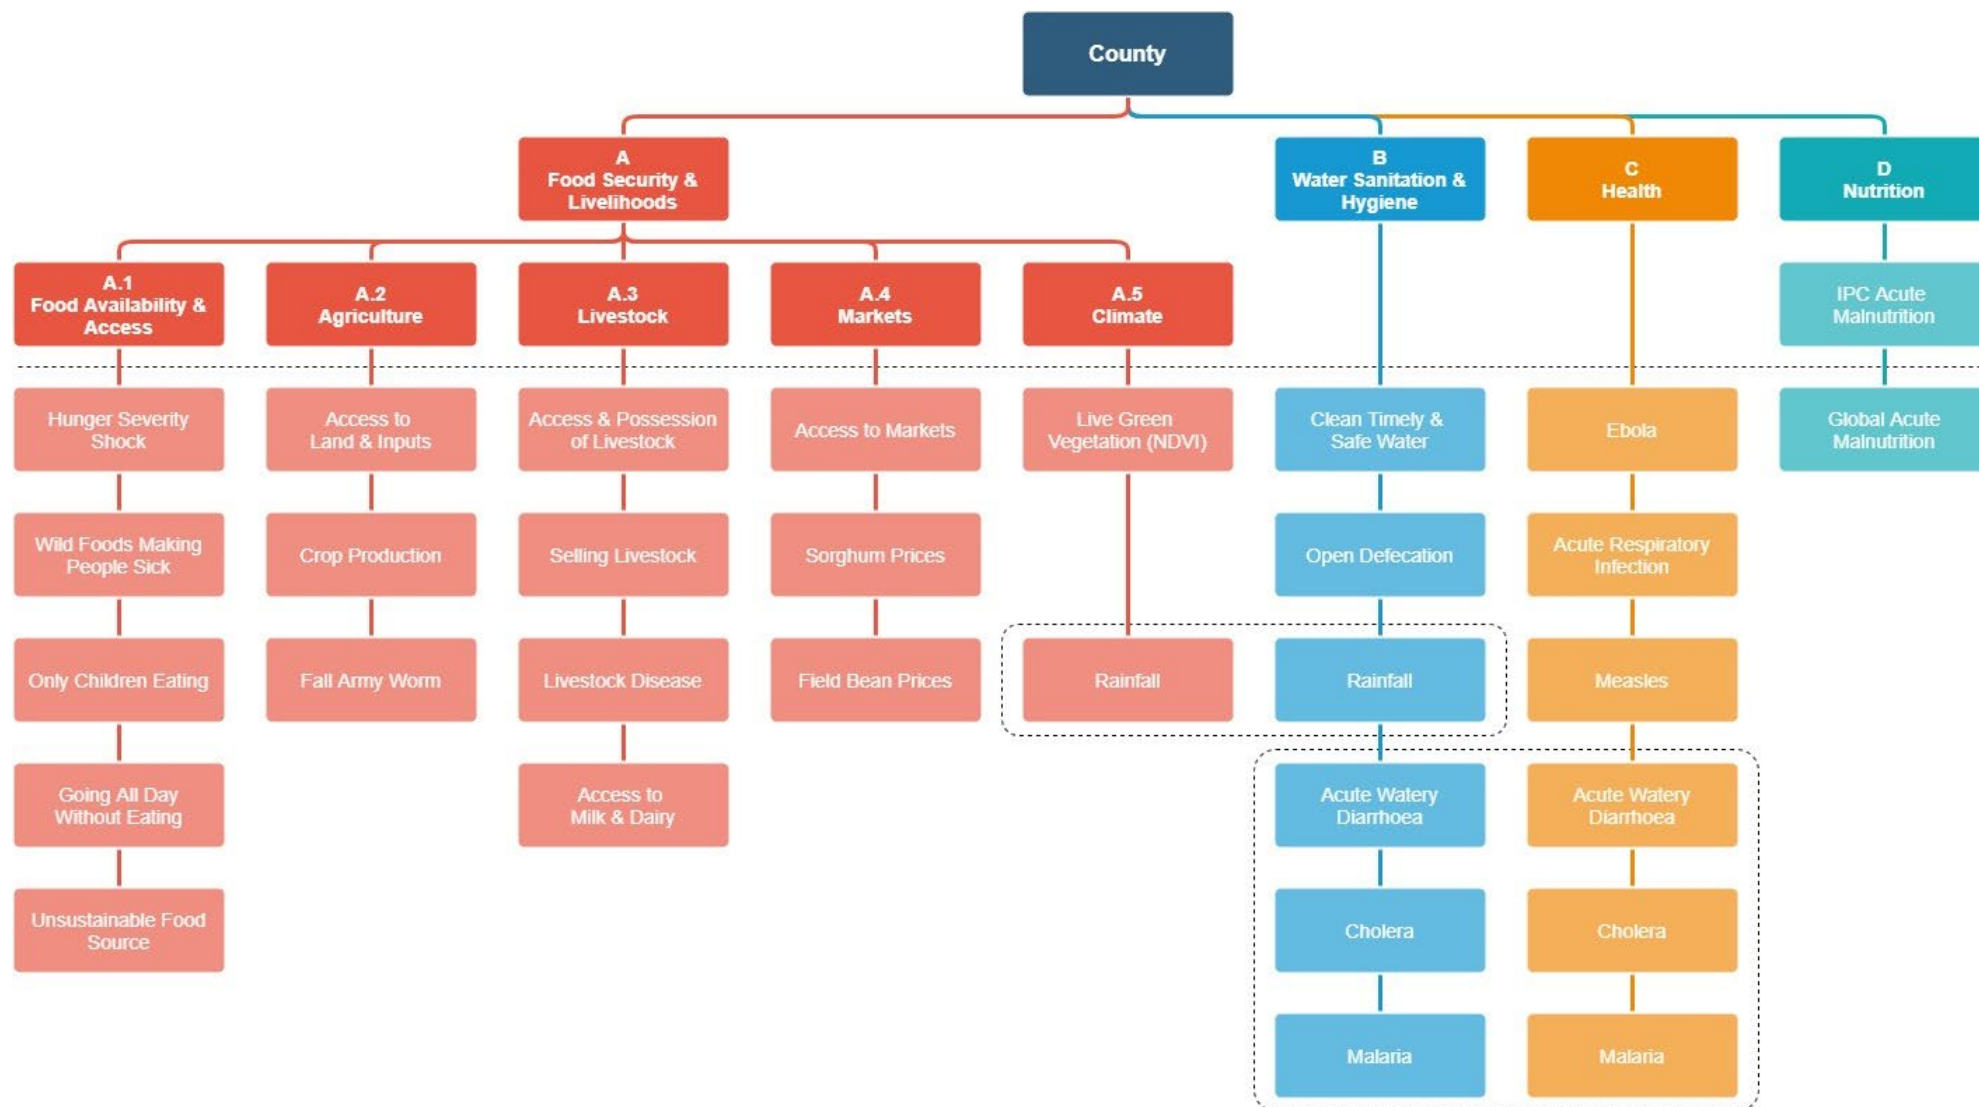 County
A
Food Security &
Livelihoods
B
Water Sanitation &
Hygiene
C
Health
D
Nutrition
A.1
Food Availability &
Access
A.2
Agriculture
A.3
Livestock
A.4
Markets
A.5
Climate
IPC Acute
Malnutrition
Hunger Severity
Shock
Access to
Land & Inputs
Access & Possession
of Livestock
Access to Markets
Live Green
Vegetation (NDVI)
Clean Timely &
Safe Water
Ebola
Global Acute
Malnutrition
Wild Foods Making
People Sick
Crop Production
Selling Livestock
Sorghum Prices
Open Defecation
Acute Respiratory
Infection
Only Children Eating
Fall Army Worm
Livestock Disease
Field Bean Prices
Rainfall
Rainfall
Measles
Going All Day
Without Eating
Access to
Milk & Dairy
Acute Watery
Diarrhoea
Acute Watery
Diarrhoea
Unsustainable Food
Source
Cholera
Cholera
Malaria
Malaria